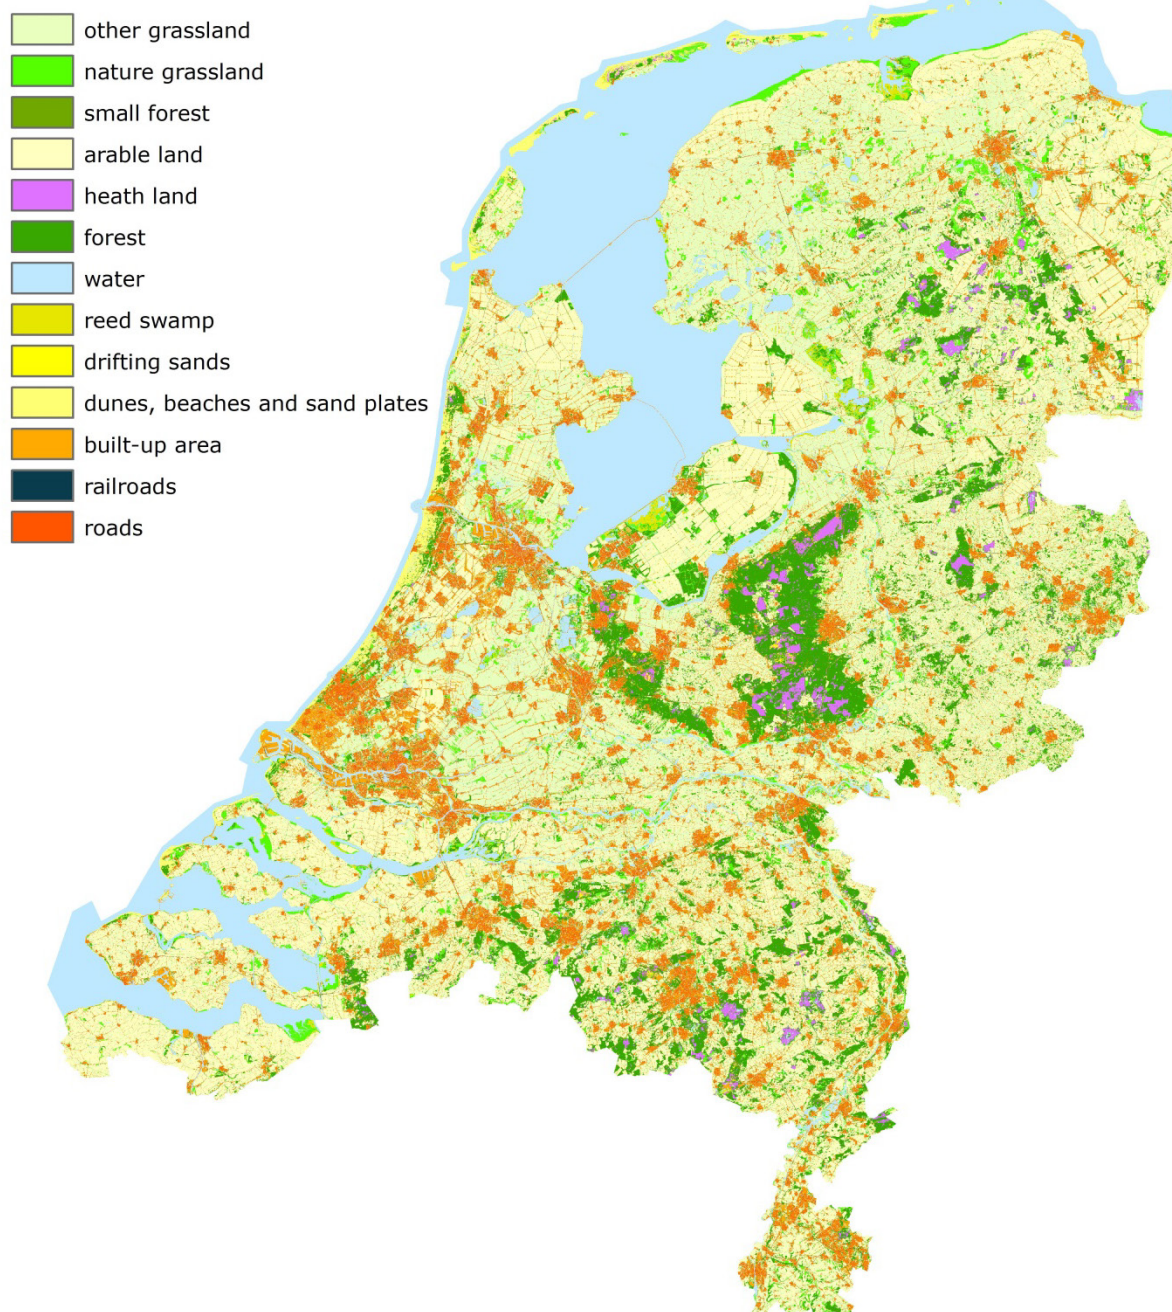 other grassland
nature grassland
small forest
arable land
heath land
forest
water
reed swamp
drifting sands
dunes, beaches and sand plates
built-up area
railroads
roads